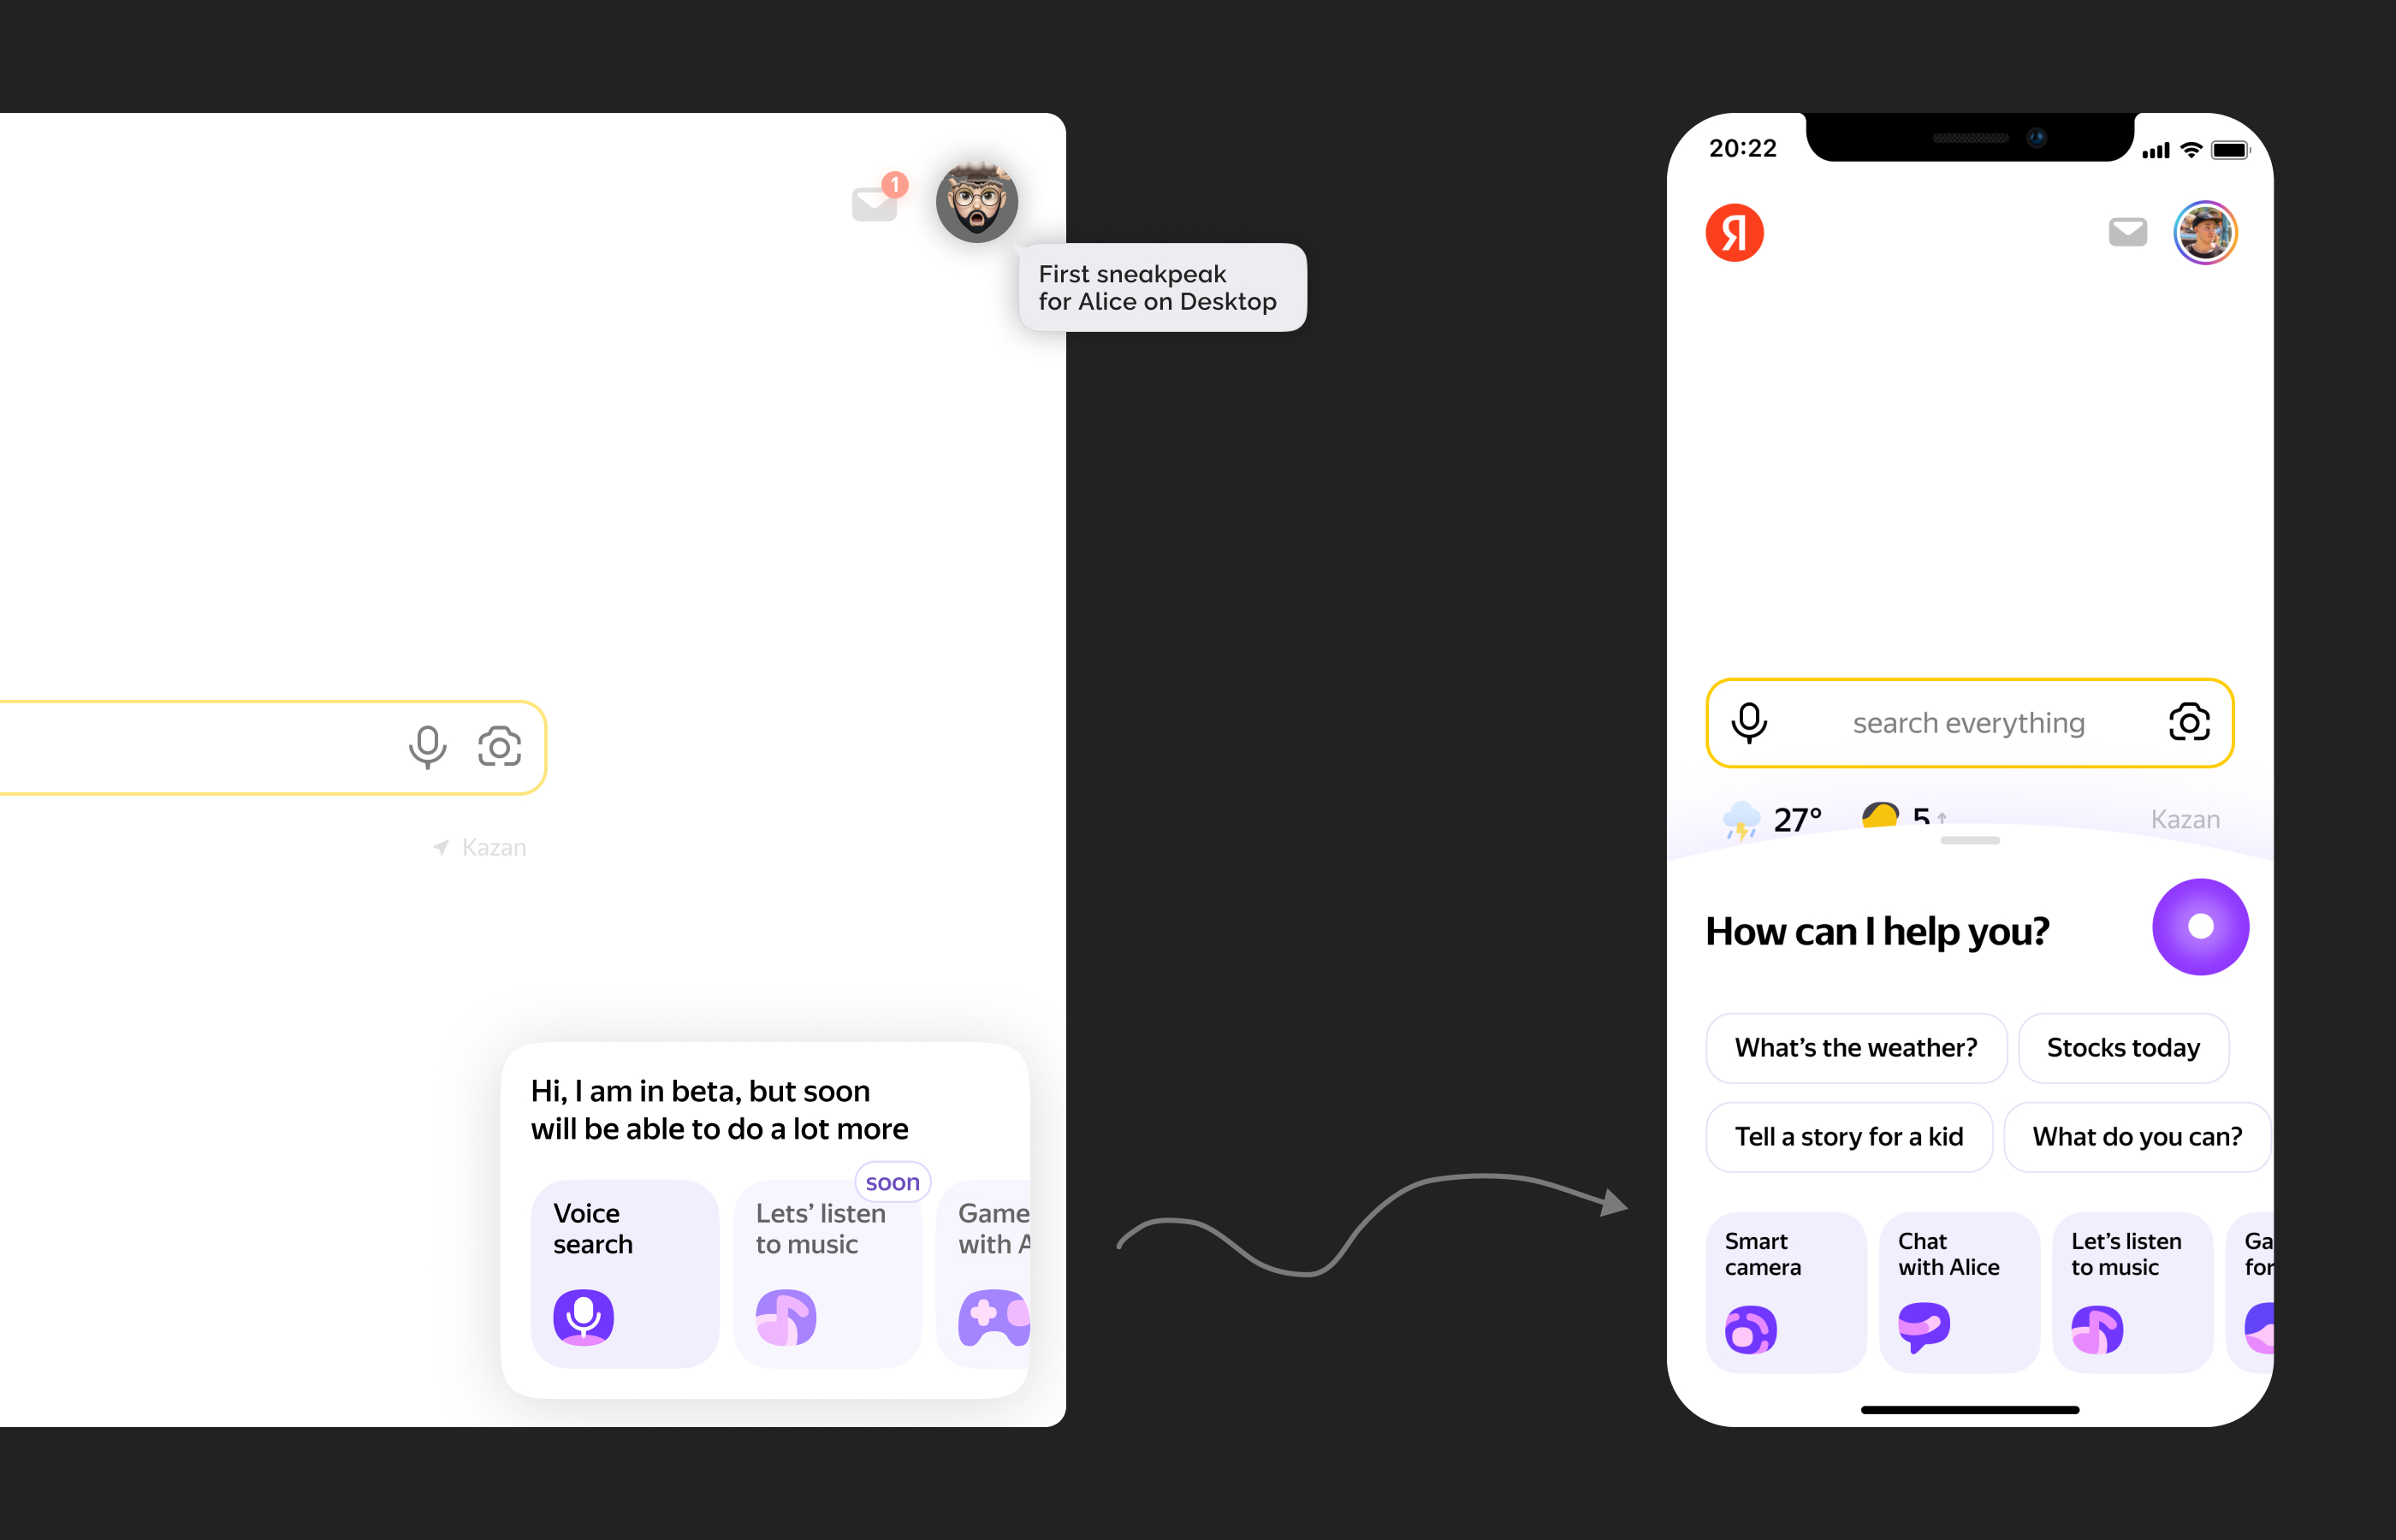 1
First sneakpeak
for Alice on Desktop
Kazan
Hi, I am in beta, but soon
will be able to do a lot more
soon
Voice
search
Lets’ listen
to music
Game
with A
20:22
Я
search everything
27°
5↑
Kazan
How can I help you?
What’s the weather?
Stocks today
Tell a story for a kid
What do you can?
Smart
camera
Chat
with Alice
Let’s listen
to music
Ga
for